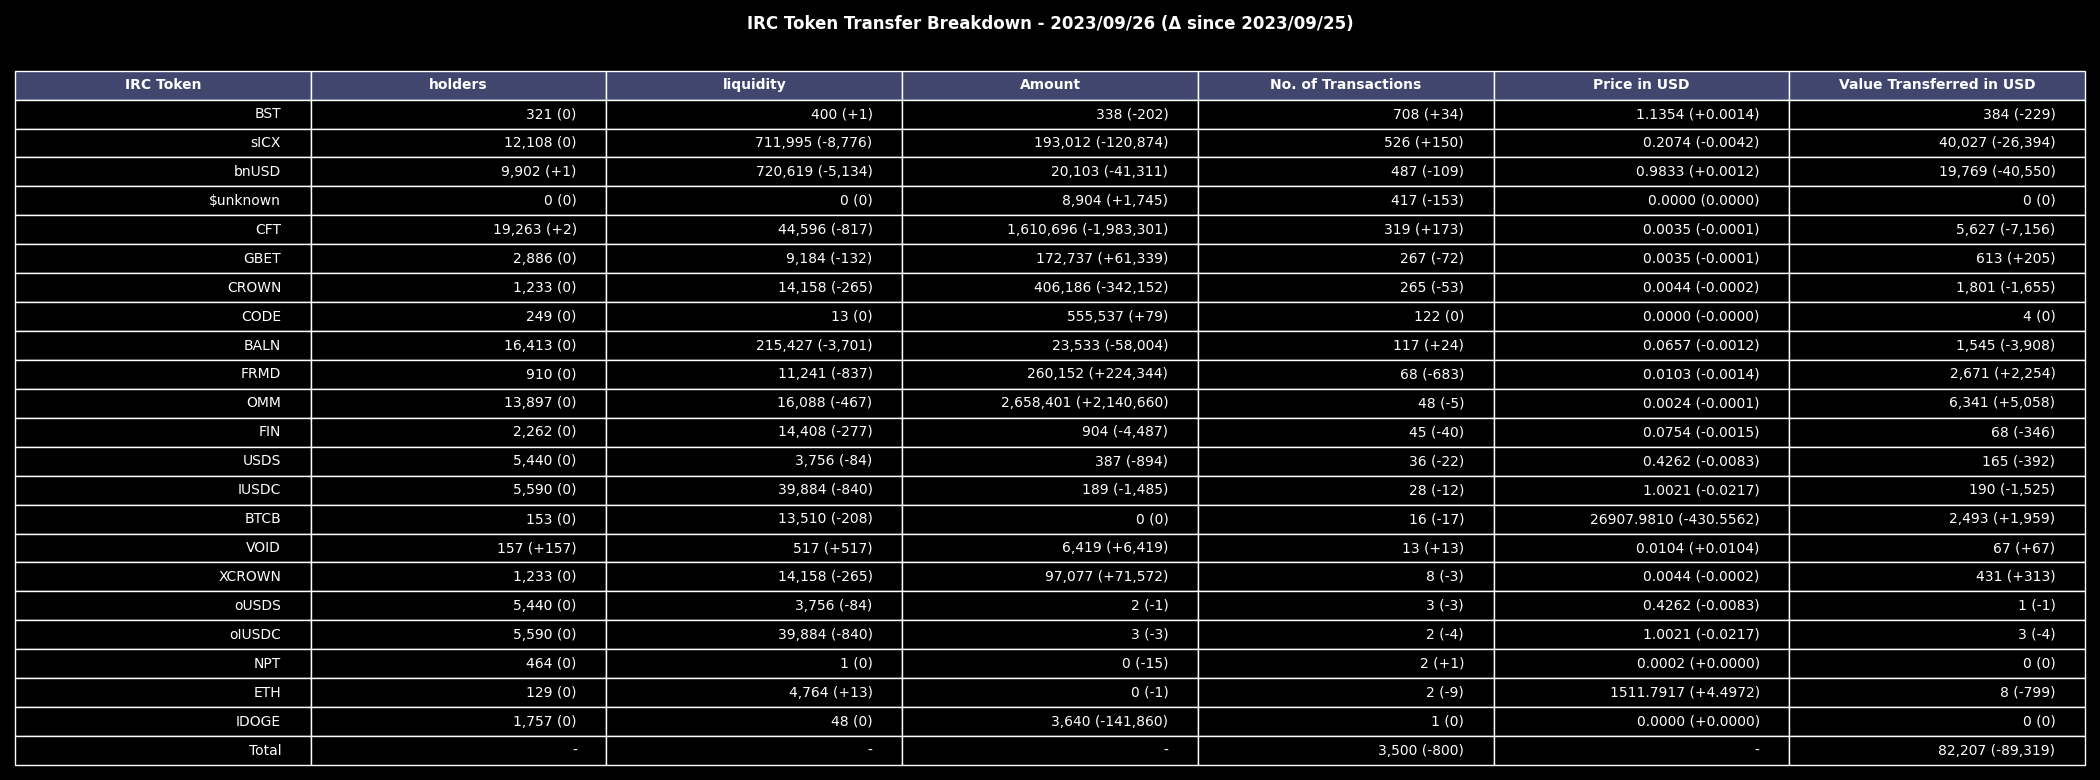 IRC Token Transfer Breakdown - 2023/09/26 (Δ since 2023/09/25)
IRC Token holders liquidity Amount No. of Transactions Price in USD Value Transferred in USD
BST 321 (0) 400 (+1) 338 (-202) 708 (+34) 1.1354 (+0.0014) 384 (-229)
sICX 12,108 (0) 711,995 (-8,776) 193,012 (-120,874) 526 (+150) 0.2074 (-0.0042) 40,027 (-26,394)
bnUSD 9,902 (+1) 720,619 (-5,134) 20,103 (-41,311) 487 (-109) 0.9833 (+0.0012) 19,769 (-40,550)
$unknown 0 (0) 0 (0) 8,904 (+1,745) 417 (-153) 0.0000 (0.0000) 0 (0)
CFT 19,263 (+2) 44,596 (-817) 1,610,696 (-1,983,301) 319 (+173) 0.0035 (-0.0001) 5,627 (-7,156)
GBET 2,886 (0) 9,184 (-132) 172,737 (+61,339) 267 (-72) 0.0035 (-0.0001) 613 (+205)
CROWN 1,233 (0) 14,158 (-265) 406,186 (-342,152) 265 (-53) 0.0044 (-0.0002) 1,801 (-1,655)
CODE 249 (0) 13 (0) 555,537 (+79) 122 (0) 0.0000 (-0.0000) 4 (0)
BALN 16,413 (0) 215,427 (-3,701) 23,533 (-58,004) 117 (+24) 0.0657 (-0.0012) 1,545 (-3,908)
FRMD 910 (0) 11,241 (-837) 260,152 (+224,344) 68 (-683) 0.0103 (-0.0014) 2,671 (+2,254)
OMM 13,897 (0) 16,088 (-467) 2,658,401 (+2,140,660) 48 (-5) 0.0024 (-0.0001) 6,341 (+5,058)
FIN 2,262 (0) 14,408 (-277) 904 (-4,487) 45 (-40) 0.0754 (-0.0015) 68 (-346)
USDS 5,440 (0) 3,756 (-84) 387 (-894) 36 (-22) 0.4262 (-0.0083) 165 (-392)
IUSDC 5,590 (0) 39,884 (-840) 189 (-1,485) 28 (-12) 1.0021 (-0.0217) 190 (-1,525)
BTCB 153 (0) 13,510 (-208) 0 (0) 16 (-17) 26907.9810 (-430.5562) 2,493 (+1,959)
VOID 157 (+157) 517 (+517) 6,419 (+6,419) 13 (+13) 0.0104 (+0.0104) 67 (+67)
XCROWN 1,233 (0) 14,158 (-265) 97,077 (+71,572) 8 (-3) 0.0044 (-0.0002) 431 (+313)
oUSDS 5,440 (0) 3,756 (-84) 2 (-1) 3 (-3) 0.4262 (-0.0083) 1 (-1)
oIUSDC 5,590 (0) 39,884 (-840) 3 (-3) 2 (-4) 1.0021 (-0.0217) 3 (-4)
NPT 464 (0) 1 (0) 0 (-15) 2 (+1) 0.0002 (+0.0000) 0 (0)
ETH 129 (0) 4,764 (+13) 0 (-1) 2 (-9) 1511.7917 (+4.4972) 8 (-799)
IDOGE 1,757 (0) 48 (0) 3,640 (-141,860) 1 (0) 0.0000 (+0.0000) 0 (0)
Total - - - 3,500 (-800) - 82,207 (-89,319)